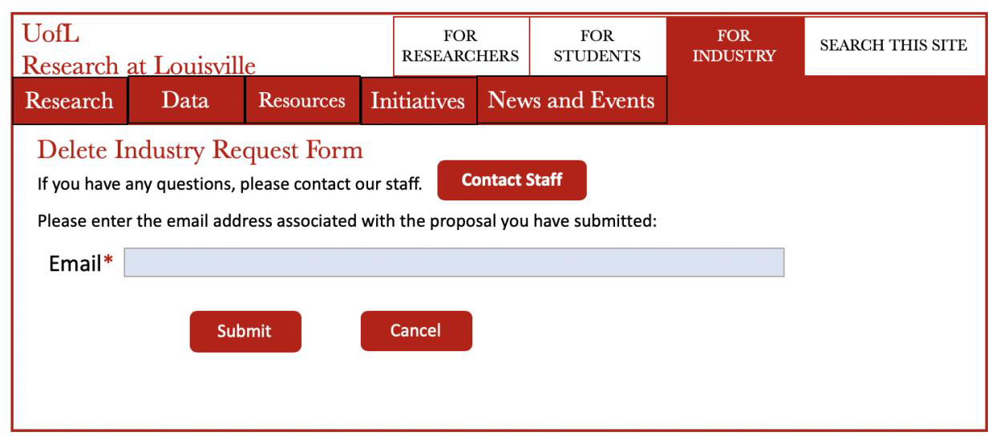 UofL
Research at Louisville
FOR
RESEARCHERS
FOR
STUDENTS
FOR
INDUSTRY
SEARCH THIS SITE
Research
Data
Resources
Initiatives
News and Events
Delete Industry Request Form
If you have any questions, please contact our staff.
Contact Staff
Please enter the email address associated with the proposal you have submitted:
Email*
Submit
Cancel